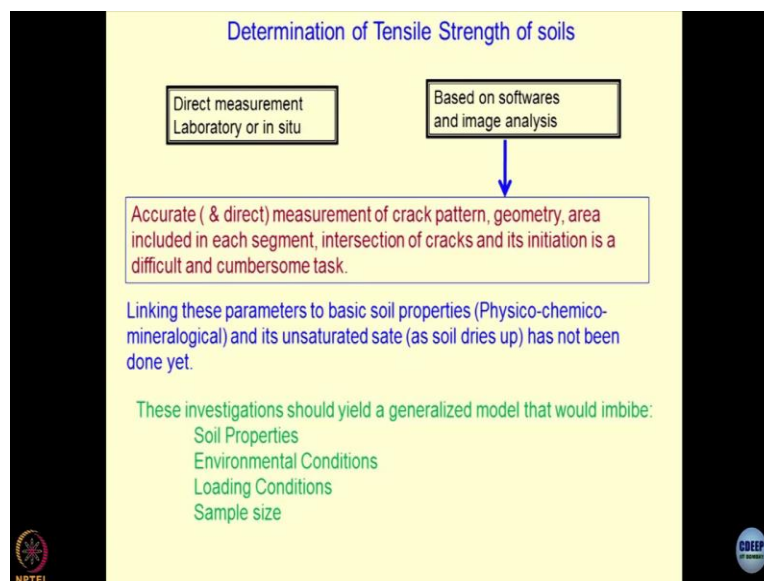 Determination of Tensile Strength of soils
Direct measurement
Laboratory or in situ
Based on softwares
and image analysis
Accurate ( & direct) measurement of crack pattern, geometry, area
included in each segment, intersection of cracks and its initiation is a
difficult and cumbersome task.
Linking these parameters to basic soil properties (Physico-chemico-
mineralogical) and its unsaturated sate (as soil dries up) has not been
done yet.
These investigations should yield a generalized model that would imbibe:
Soil Properties
Environmental Conditions
Loading Conditions
Sample size
NPTEL
CDEEP
IIT BOMBAY